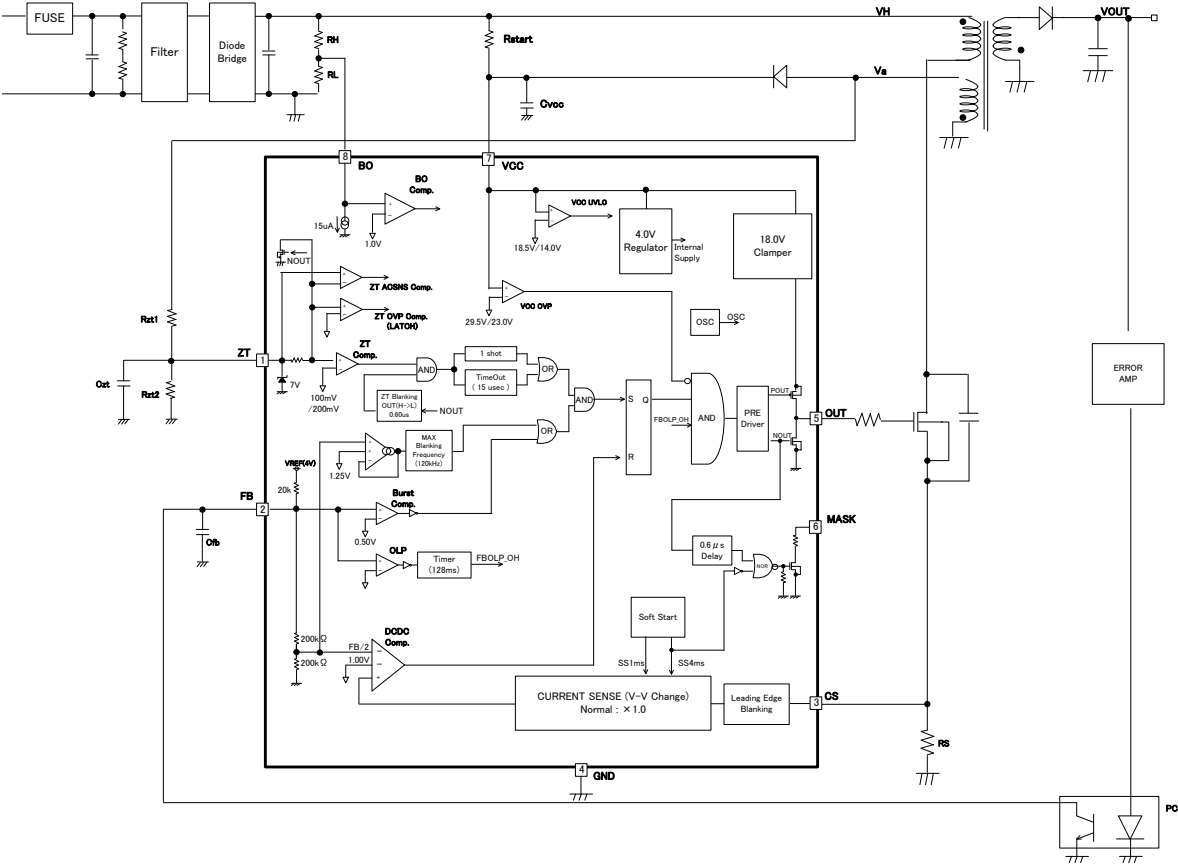 FUSE
Filter
Diode
Bridge
RH
RL
Rstart
VH
VOUT
Va
Cvcc
8
BO
7
VCC
BO
Comp.
15uA
1.0V
VCC UVLO
18.5V/14.0V
4.0V
Regulator
Internal
Supply
18.0V
Clamper
NOUT
ZT ACSNS Comp.
ZT OVP Comp.
(LATCH)
VCC OVP
29.5V/23.0V
OSC
OSC
Rzt1
ZT
1
Czt
Rzt2
7V
ZT
Comp.
100mV
/200mV
AND
1 shot
TimeOut
( 15 usec )
OR
ZT Blanking
OUT(H->L)
0.60us
NOUT
AND
OR
S
Q
R
FBOLP_OH
AND
PRE
Driver
POUT
NOUT
5
OUT
ERROR
AMP
MAX
Blanking
Frequency
(120kHz)
1.25V
VREF(4V)
20k
FB
2
Cfb
Burst
Comp.
0.50V
OLP
Timer
(128ms)
FBOLP_OH
6
MASK
0.6μs
Delay
NOR
Soft Start
SS1ms
SS4ms
200kΩ
200kΩ
FB/2
1.00V
DCDC
Comp.
CURRENT SENSE (V-V Change)
Normal : ×1.0
Leading Edge
Blanking
3
CS
RS
4
GND
PC